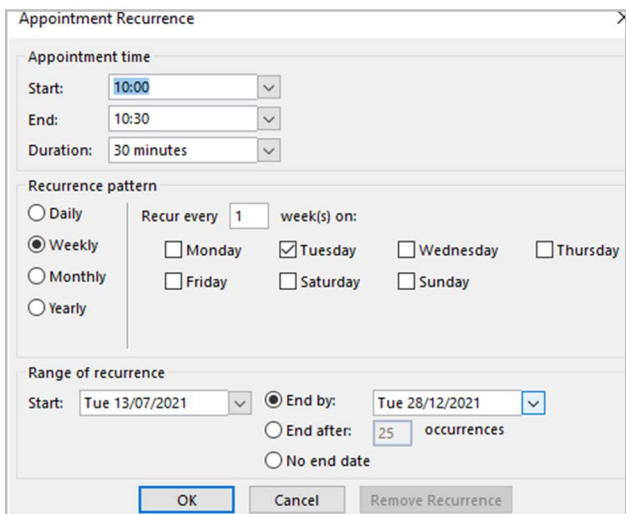 Appointment Recurrence
Appointment time
Start: 10:00
End: 10:30
Duration: 30 minutes
Recurrence pattern
Daily
Weekly
Monthly
Yearly
Recur every 1 week(s) on:
Monday Tuesday Wednesday Thursday
Friday Saturday Sunday
Range of recurrence
Start: Tue 13/07/2021 End by: Tue 28/12/2021
End after: 25 occurrences
No end date
OK Cancel Remove Recurrence